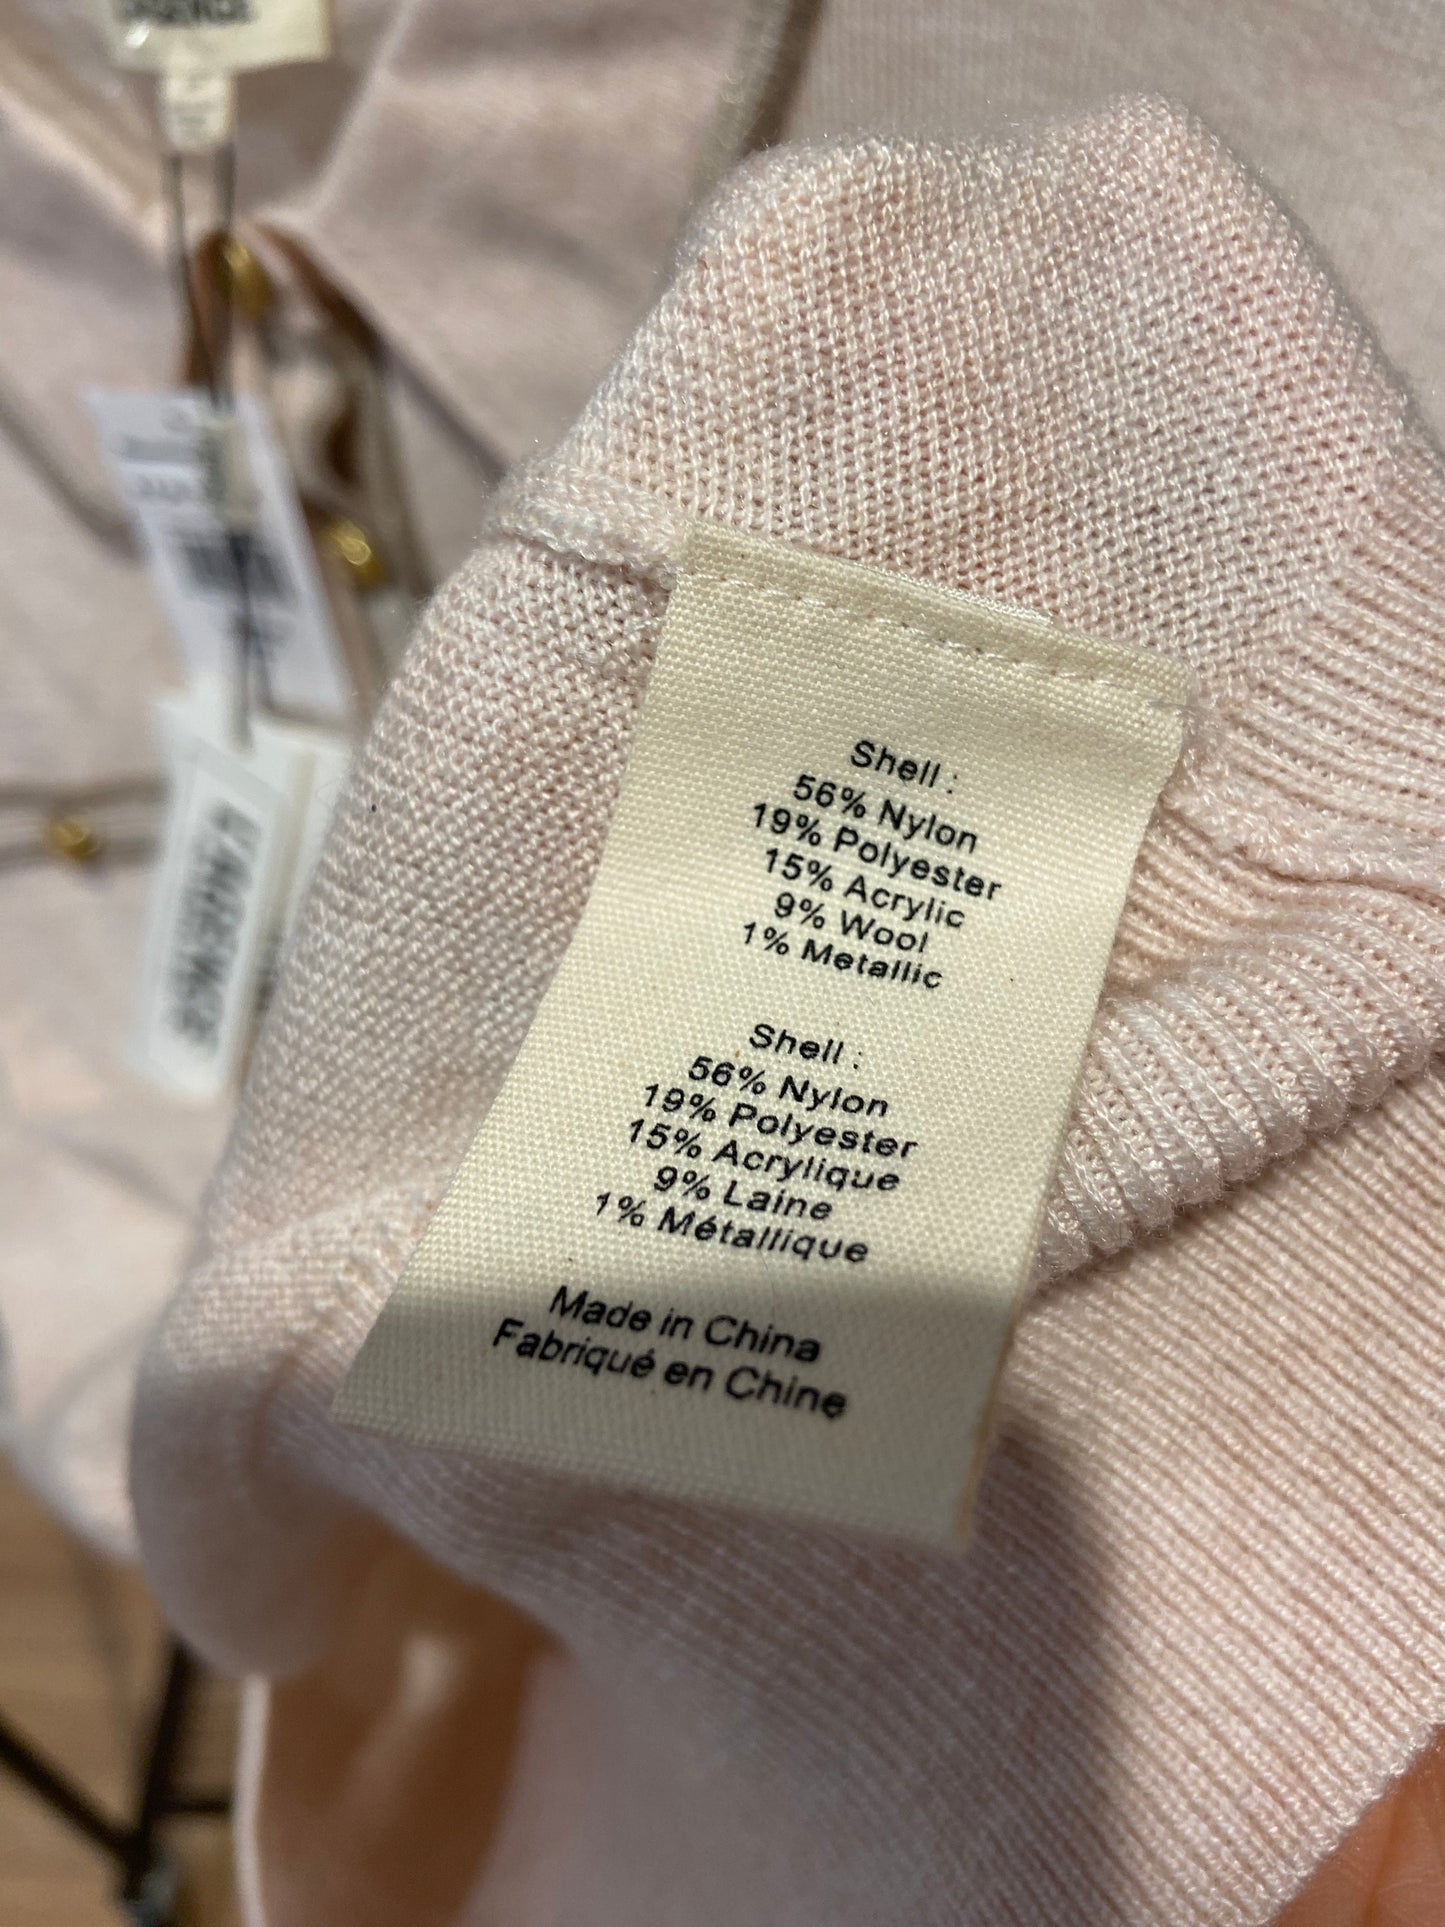 Shell :
56% Nylon
19% Polyester
15% Acrylic
9% Wool
1% Metallic
Shell :
56% Nylon
19% Polyester
15% Acrylique
9% Laine
1% Métallique
Made in China
Fabriqué en Chine